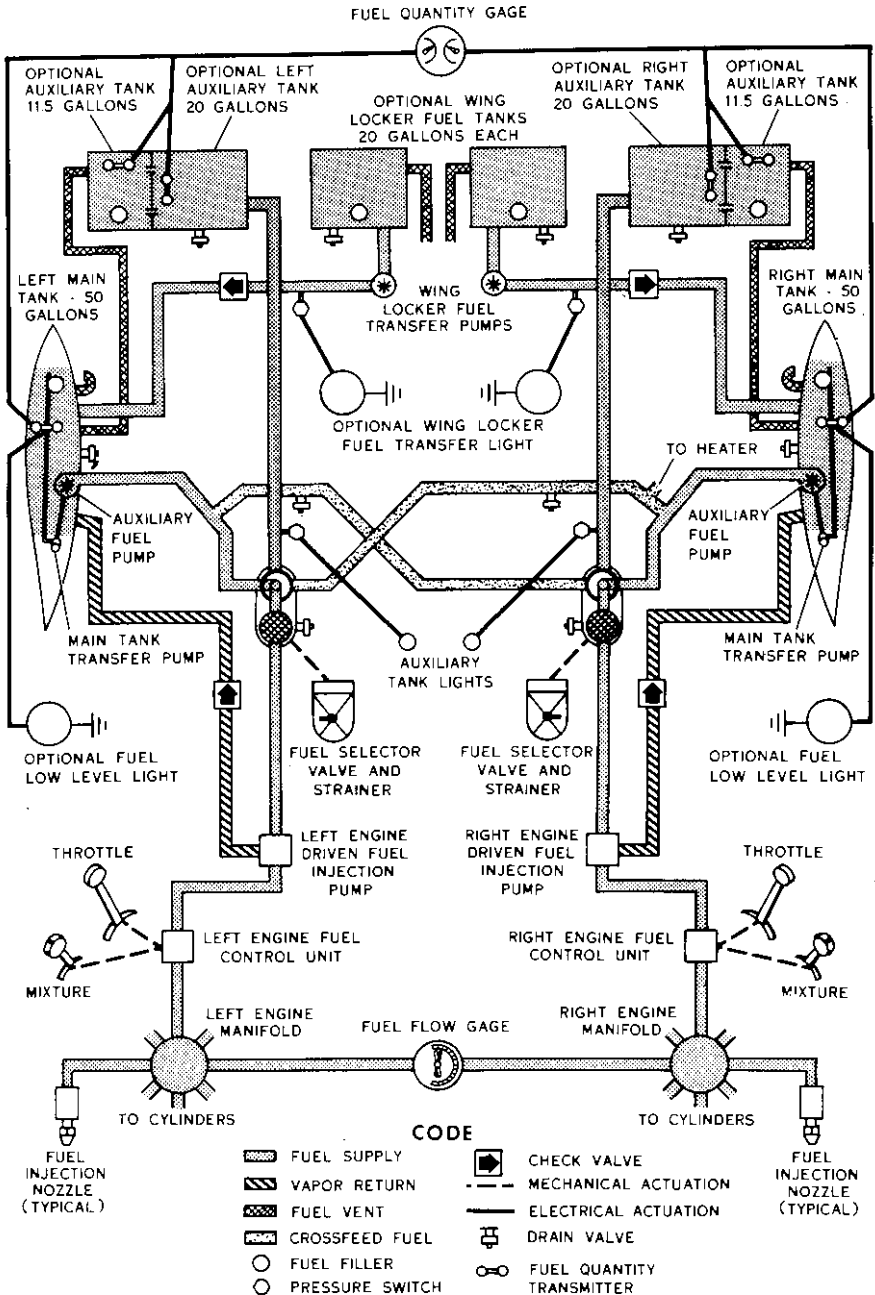 FUEL QUANTITY GAGE
OPTIONAL
AUXILIARY TANK
11.5 GALLONS
OPTIONAL LEFT
AUXILIARY TANK
20 GALLONS
OPTIONAL WING
LOCKER FUEL TANKS
20 GALLONS EACH
OPTIONAL RIGHT
AUXILIARY TANK
20 GALLONS
OPTIONAL
AUXILIARY TANK
11.5 GALLONS
LEFT MAIN
TANK - 50
GALLONS
WING
LOCKER FUEL
TRANSFER PUMPS
RIGHT MAIN
TANK - 50
GALLONS
OPTIONAL WING LOCKER
FUEL TRANSFER LIGHT
TO HEATER
AUXILIARY
FUEL
PUMP
AUXILIARY
FUEL
PUMP
MAIN TANK
TRANSFER PUMP
AUXILIARY
TANK LIGHTS
MAIN TANK
TRANSFER PUMP
OPTIONAL FUEL
LOW LEVEL LIGHT
FUEL SELECTOR
VALVE AND
STRAINER
FUEL SELECTOR
VALVE AND
STRAINER
OPTIONAL FUEL
LOW LEVEL LIGHT
LEFT ENGINE
DRIVEN FUEL
INJECTION
PUMP
RIGHT ENGINE
DRIVEN FUEL
INJECTION
PUMP
THROTTLE
THROTTLE
MIXTURE
LEFT ENGINE FUEL
CONTROL UNIT
RIGHT ENGINE FUEL
CONTROL UNIT
MIXTURE
LEFT ENGINE
MANIFOLD
FUEL FLOW GAGE
RIGHT ENGINE
MANIFOLD
TO CYLINDERS
TO CYLINDERS
FUEL
INJECTION
NOZZLE
(TYPICAL)
FUEL
INJECTION
NOZZLE
(TYPICAL)
CODE
FUEL SUPPLY
VAPOR RETURN
FUEL VENT
CROSSFEED FUEL
FUEL FILLER
PRESSURE SWITCH
CHECK VALVE
MECHANICAL ACTUATION
ELECTRICAL ACTUATION
DRAIN VALVE
FUEL QUANTITY
TRANSMITTER